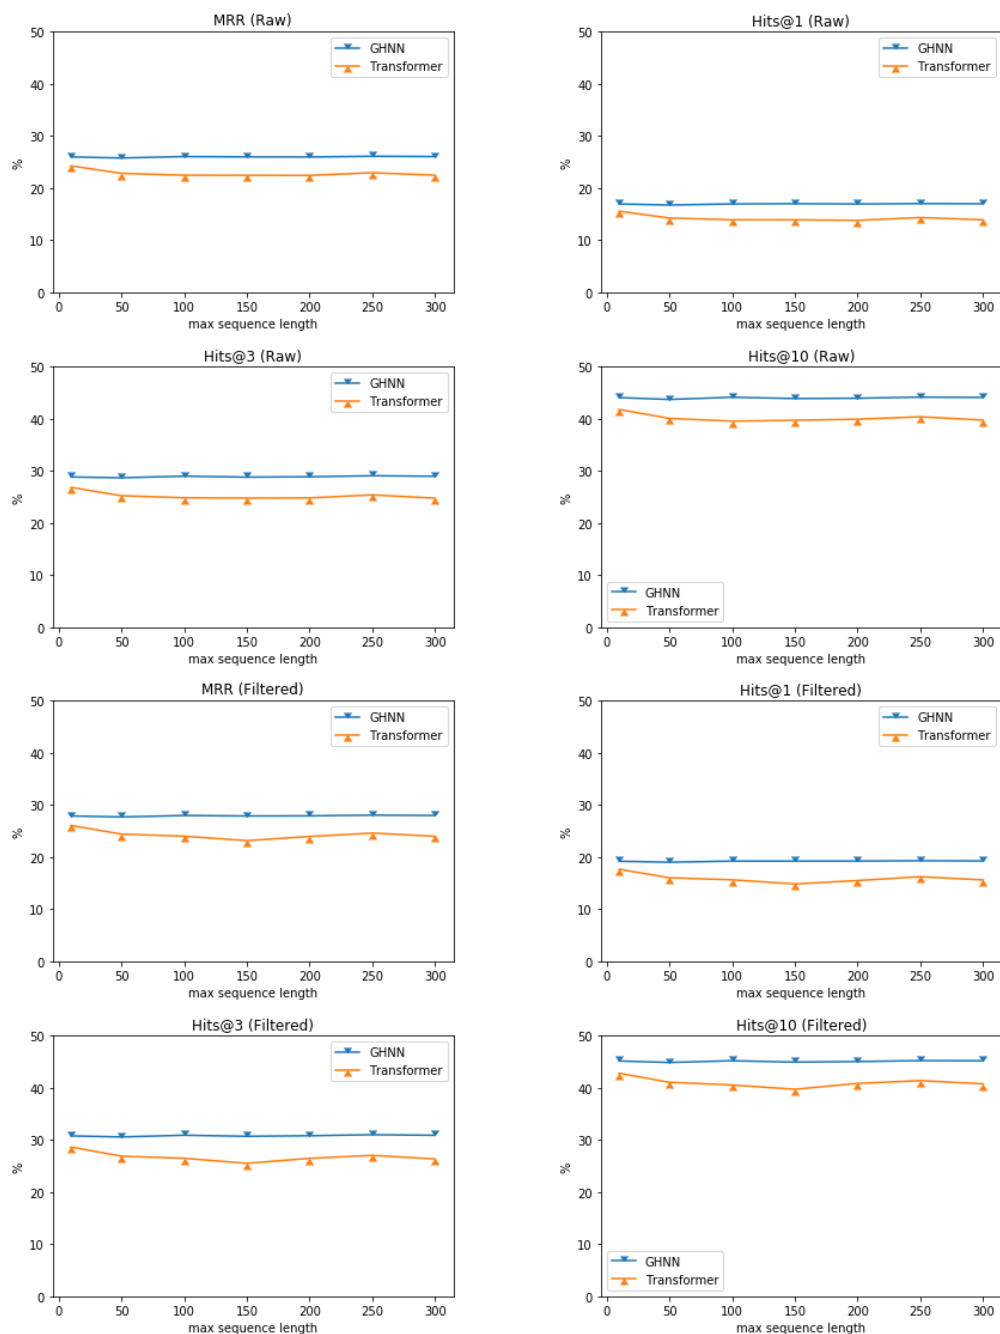 MRR (Raw)
50
40
30
20
10
0
%
GHNN
Transformer
0 50 100 150 200 250 300
max sequence length
Hits@1 (Raw)
50
40
30
20
10
0
%
GHNN
Transformer
0 50 100 150 200 250 300
max sequence length
Hits@3 (Raw)
50
40
30
20
10
0
%
GHNN
Transformer
0 50 100 150 200 250 300
max sequence length
Hits@10 (Raw)
50
40
30
20
10
0
%
GHNN
Transformer
0 50 100 150 200 250 300
max sequence length
MRR (Filtered)
50
40
30
20
10
0
%
GHNN
Transformer
0 50 100 150 200 250 300
max sequence length
Hits@1 (Filtered)
50
40
30
20
10
0
%
GHNN
Transformer
0 50 100 150 200 250 300
max sequence length
Hits@3 (Filtered)
50
40
30
20
10
0
%
GHNN
Transformer
0 50 100 150 200 250 300
max sequence length
Hits@10 (Filtered)
50
40
30
20
10
0
%
GHNN
Transformer
0 50 100 150 200 250 300
max sequence length